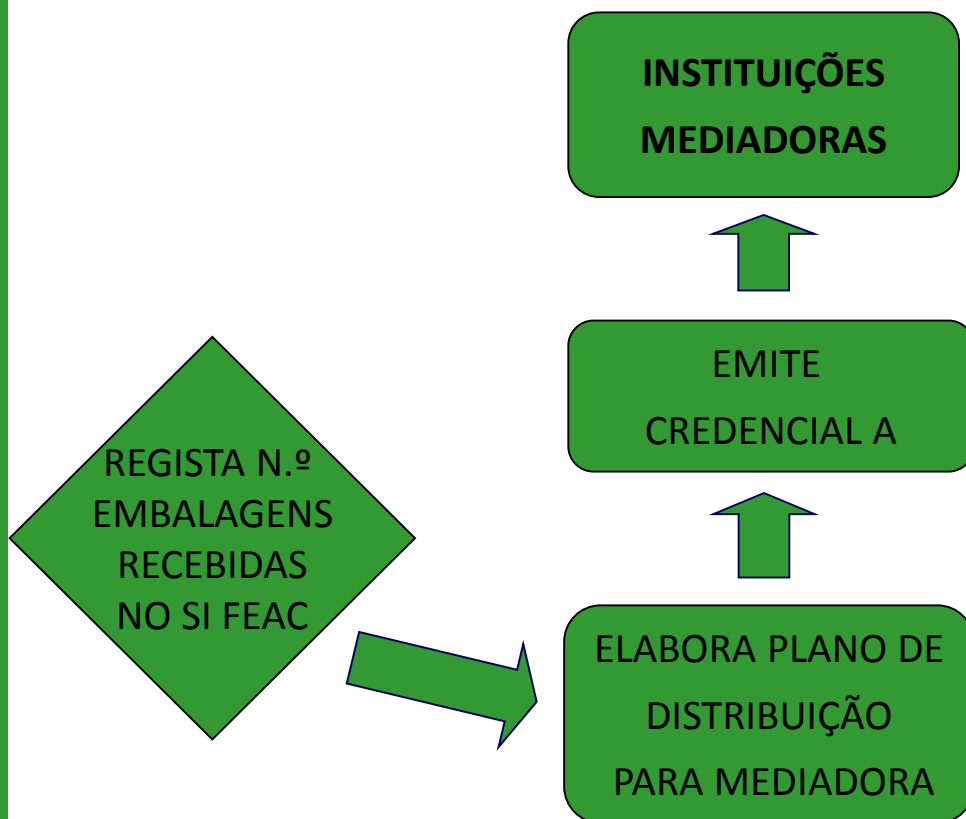 INSTITUIÇÕES
MEDIADORAS
EMITE
CREDENCIAL A
REGISTA N.º
EMBALAGENS
RECEBIDAS
NO SI FEAC
ELABORA PLANO DE
DISTRIBUIÇÃO
PARA MEDIADORA